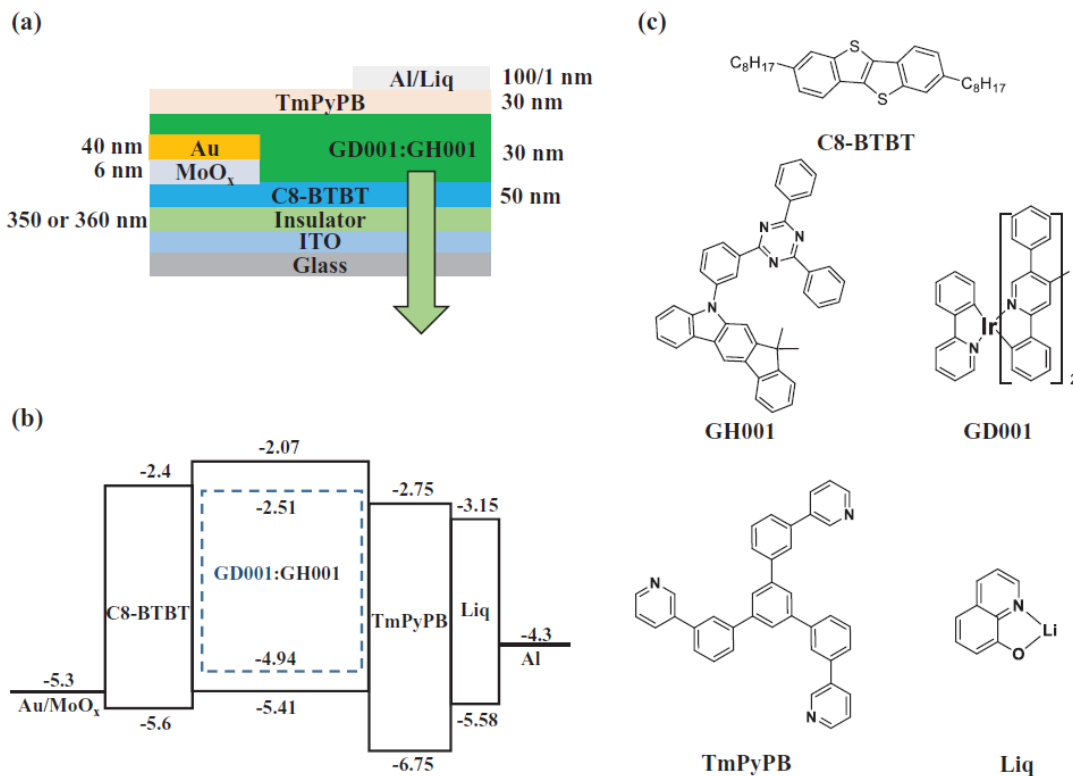 (a)
Al/Liq 100/1 nm
TmPyPB 30 nm
40 nm Au GD001:GH001 30 nm
6 nm MoOx
C8-BTBT 50 nm
350 or 360 nm Insulator
ITO
Glass
(b)
-2.07
-2.4
-2.51
-2.75
-3.15
GD001:GH001
C8-BTBT
TmPyPB
Liq
-4.3
Al
-4.94
-5.3
Au/MoOx
-5.41
-5.6
-5.58
-6.75
(c)
C8H17
S
S
C8H17
C8-BTBT
N
N
N
N
GH001
N
Ir
N
2
GD001
N
N
N
TmPyPB
N
Li
O
Liq